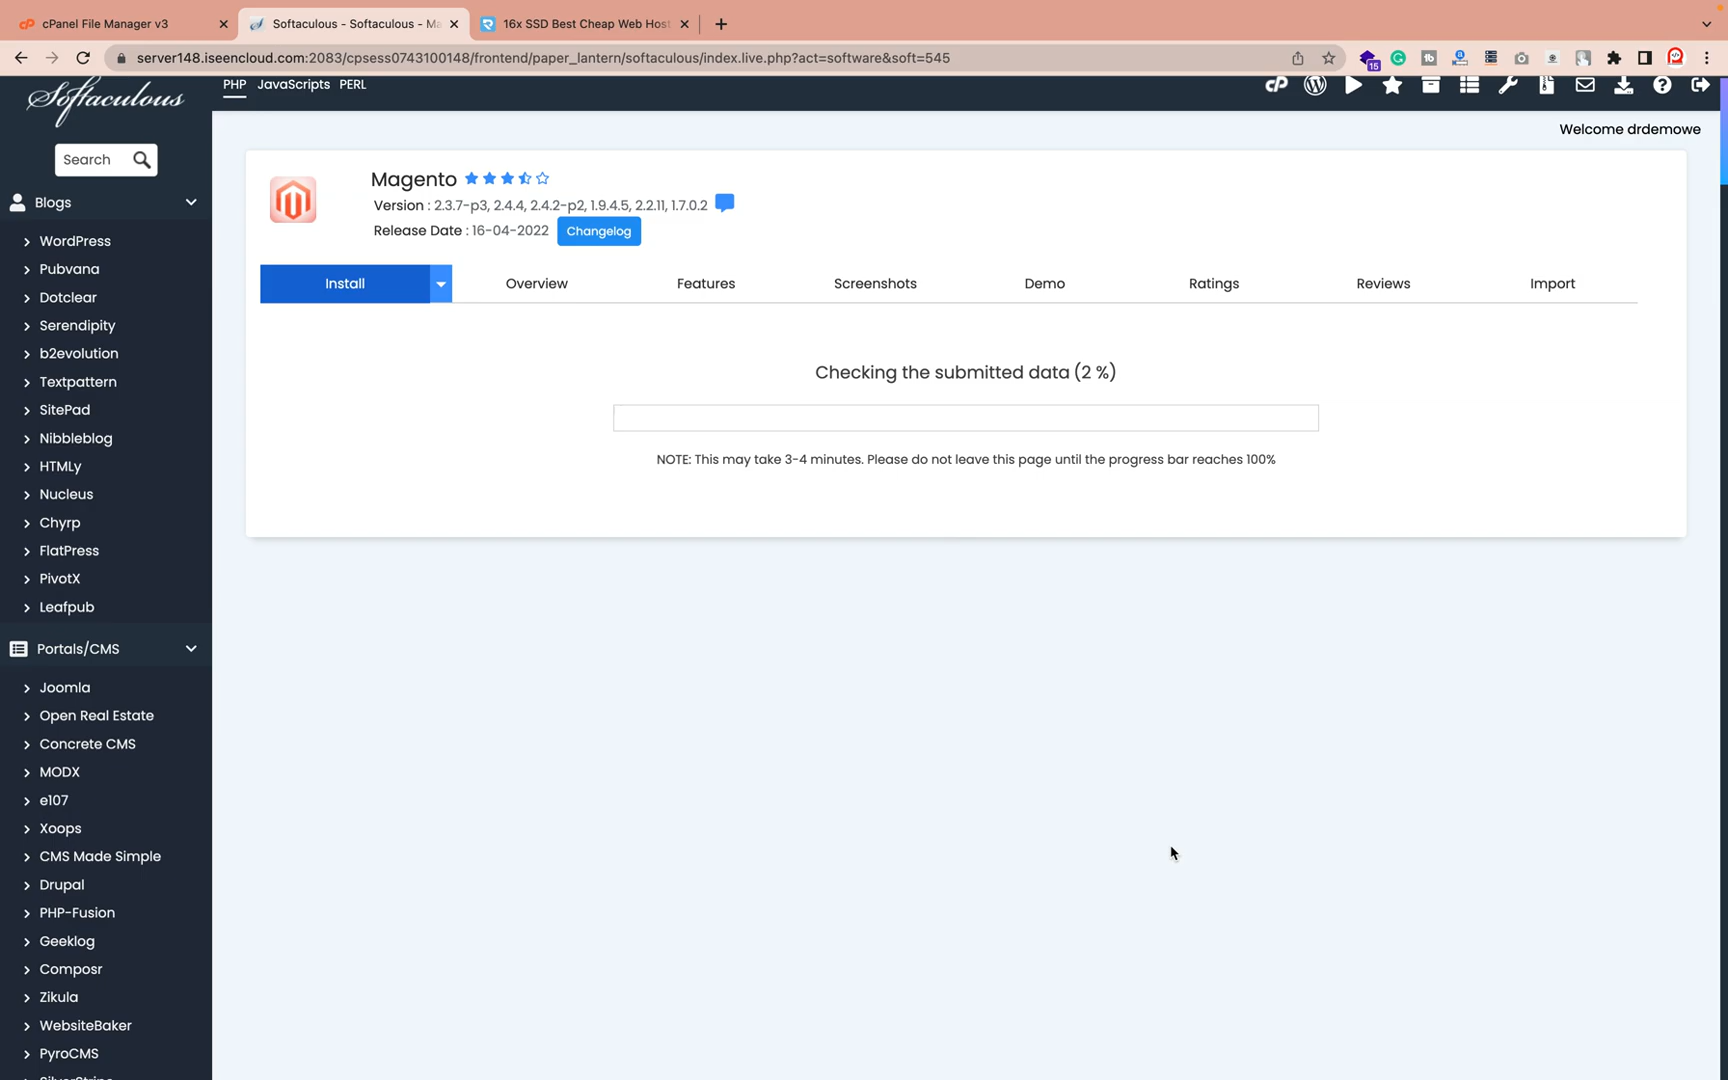 cPanel File Manager v3
Softaculous - Softaculous - Ma
16x SSD Best Cheap Web Host
server148.iseencloud.com:2083/cpsess0743100148/frontend/paper_lantern/softaculous/index.live.php?act=software&soft=545
15
Softaculous
PHP JavaScripts PERL
Welcome drdemowe
Search
Blogs
WordPress
Pubvana
Dotclear
Serendipity
b2evolution
Textpattern
SitePad
Nibbleblog
HTMLy
Nucleus
Chyrp
FlatPress
PivotX
Leafpub
Portals/CMS
Joomla
Open Real Estate
Concrete CMS
MODX
e107
Xoops
CMS Made Simple
Drupal
PHP-Fusion
Geeklog
Composr
Zikula
WebsiteBaker
PyroCMS
SilverStripe
Magento
Version : 2.3.7-p3, 2.4.4, 2.4.2-p2, 1.9.4.5, 2.2.11, 1.7.0.2
Release Date : 16-04-2022 Changelog
Install Overview Features Screenshots Demo Ratings Reviews Import
Checking the submitted data (2 %)
NOTE: This may take 3-4 minutes. Please do not leave this page until the progress bar reaches 100%